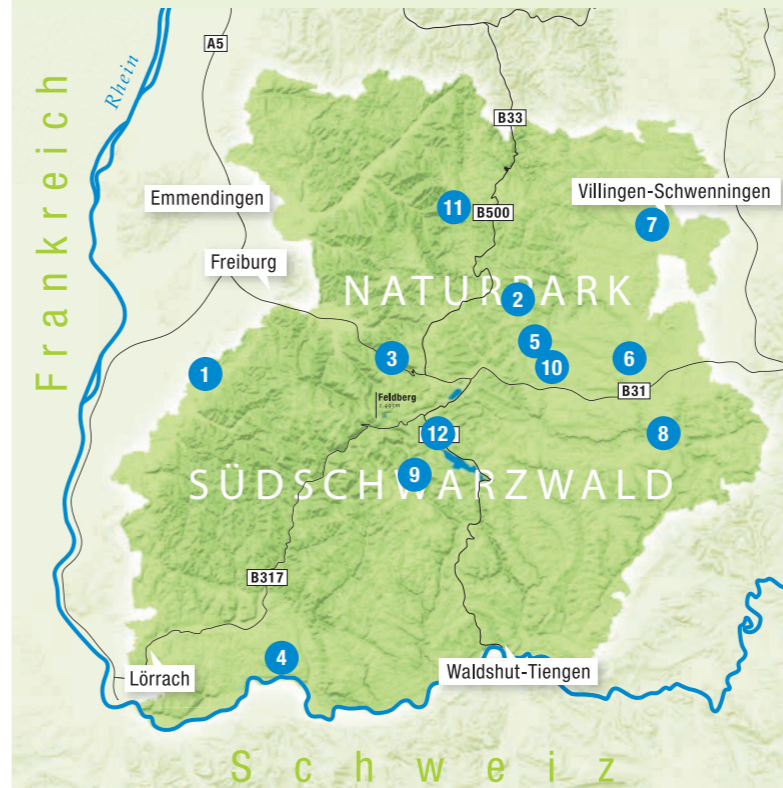 A5
Rhein
Frankreich
B33
Emmendingen
11
B500
Villingen-Schwenningen
7
Freiburg
NATURPARK
2
5
3
10
6
1
B31
Feldberg
12
8
9
SÜDSCHWARZWALD
B317
4
Lörrach
Waldshut-Tiengen
Schweiz